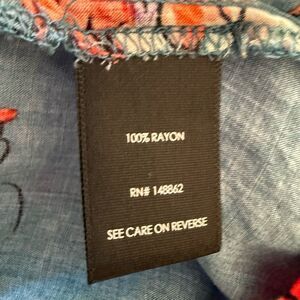 100% RAYON
RN# 148862
SEE CARE ON REVERSE